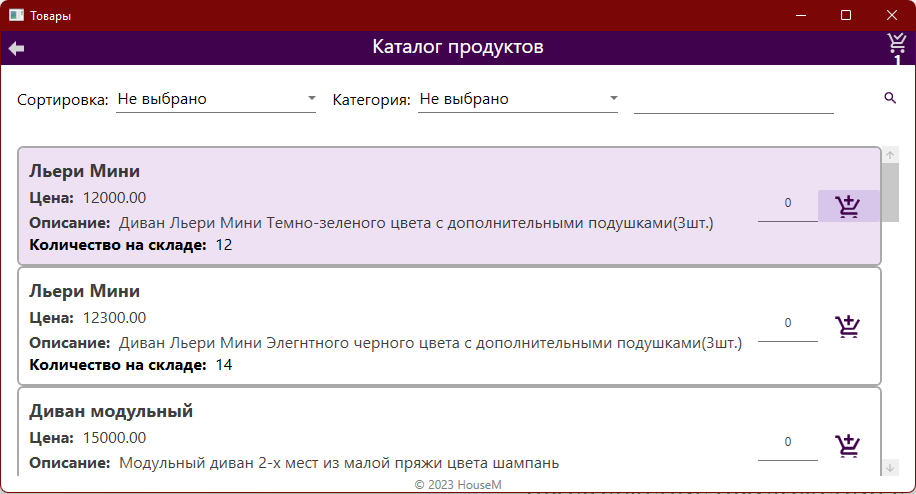 Товары
Каталог продуктов
1
Сортировка: Не выбрано Категория: Не выбрано
Льери Мини
Цена: 12000.00
0
Описание: Диван Льери Мини Темно-зеленого цвета с дополнительными подушками(3шт.)
Количество на складе: 12
Льери Мини
Цена: 12300.00
0
Описание: Диван Льери Мини Элегнтного черного цвета с дополнительными подушками(3шт.)
Количество на складе: 14
Диван модульный
Цена: 15000.00
0
Описание: Модульный диван 2-х мест из малой пряжи цвета шампань
© 2023 HouseM